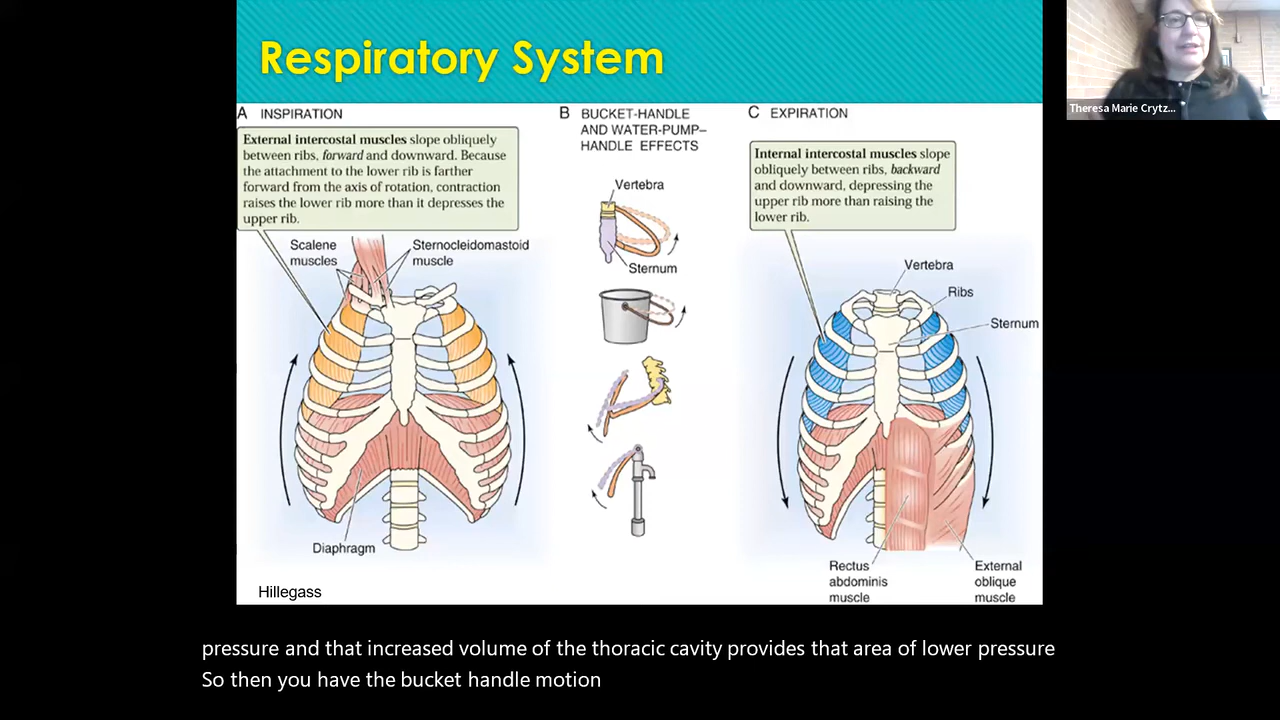 Respiratory System
Theresa Marie Crytz...
A INSPIRATION
External intercostal muscles slope obliquely
between ribs, forward and downward. Because
the attachment to the lower rib is farther
forward from the axis of rotation, contraction
raises the lower rib more than it depresses the
upper rib.
Scalene
muscles
Sternocleidomastoid
muscle
Diaphragm
Hillegass
B BUCKET-HANDLE
AND WATER-PUMP–
HANDLE EFFECTS
Vertebra
Sternum
C EXPIRATION
Internal intercostal muscles slope
obliquely between ribs, backward
and downward, depressing the
upper rib more than raising the
lower rib.
Vertebra
Ribs
Sternum
Rectus
abdominis
muscle
External
oblique
muscle
pressure and that increased volume of the thoracic cavity provides that area of lower pressure
So then you have the bucket handle motion